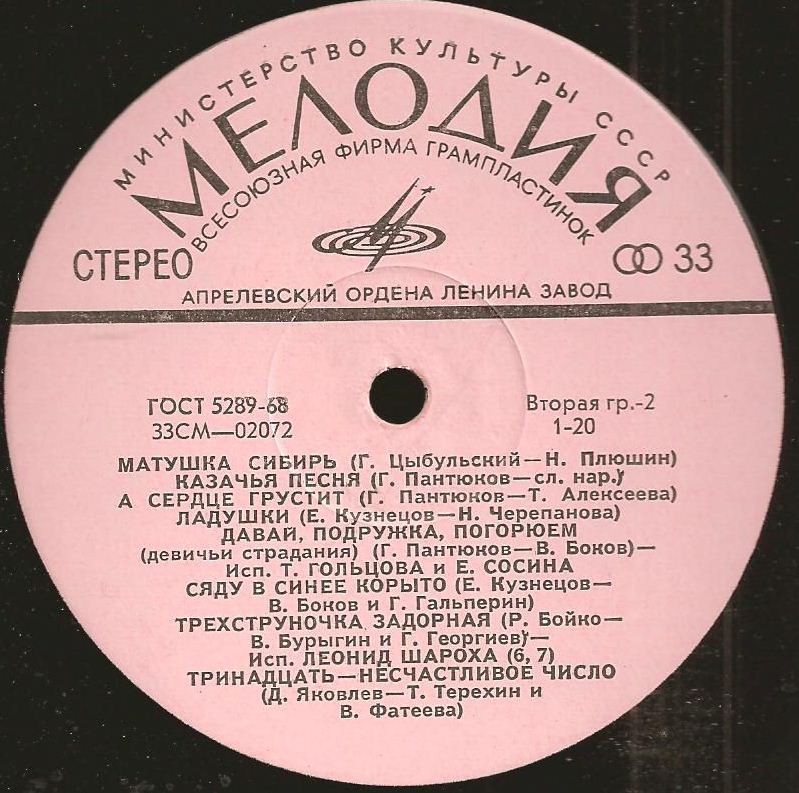 МИНИСТЕРСТВО КУЛЬТУРЫ СССР
МЕЛОДИЯ
ВСЕСОЮЗНАЯ ФИРМА ГРАМПЛАСТИНОК
СТЕРЕО
33
АПРЕЛЕВСКИЙ ОРДЕНА ЛЕНИНА ЗАВОД
ГОСТ 5289-68
Вторая гр.-2
33СМ—02072
1-20
МАТУШКА СИБИРЬ (Г. Цыбульский—Н. Плюшин)
КАЗАЧЬЯ ПЕСНЯ (Г. Пантюков—сл. нар.)
А СЕРДЦЕ ГРУСТИТ (Г. Пантюков—Т. Алексеева)
ЛАДУШКИ (Е. Кузнецов—Н. Черепанова)
ДАВАЙ, ПОДРУЖКА, ПОГОРЮЕМ
(девичьи страдания) (Г. Пантюков—В. Боков)—
Исп. Т. ГОЛЬЦОВА и Е. СОСИНА
СЯДУ В СИНЕЕ КОРЫТО (Е. Кузнецов—
В. Боков и Г. Гальперин)
ТРЕХСТРУНОЧКА ЗАДОРНАЯ (Р. Бойко—
В. Бурыгин и Г. Георгиев)—
Исп. ЛЕОНИД ШАРОХА (6, 7)
ТРИНАДЦАТЬ—НЕСЧАСТЛИВОЕ ЧИСЛО
(Д. Яковлев—Т. Терехин и
В. Фатеева)